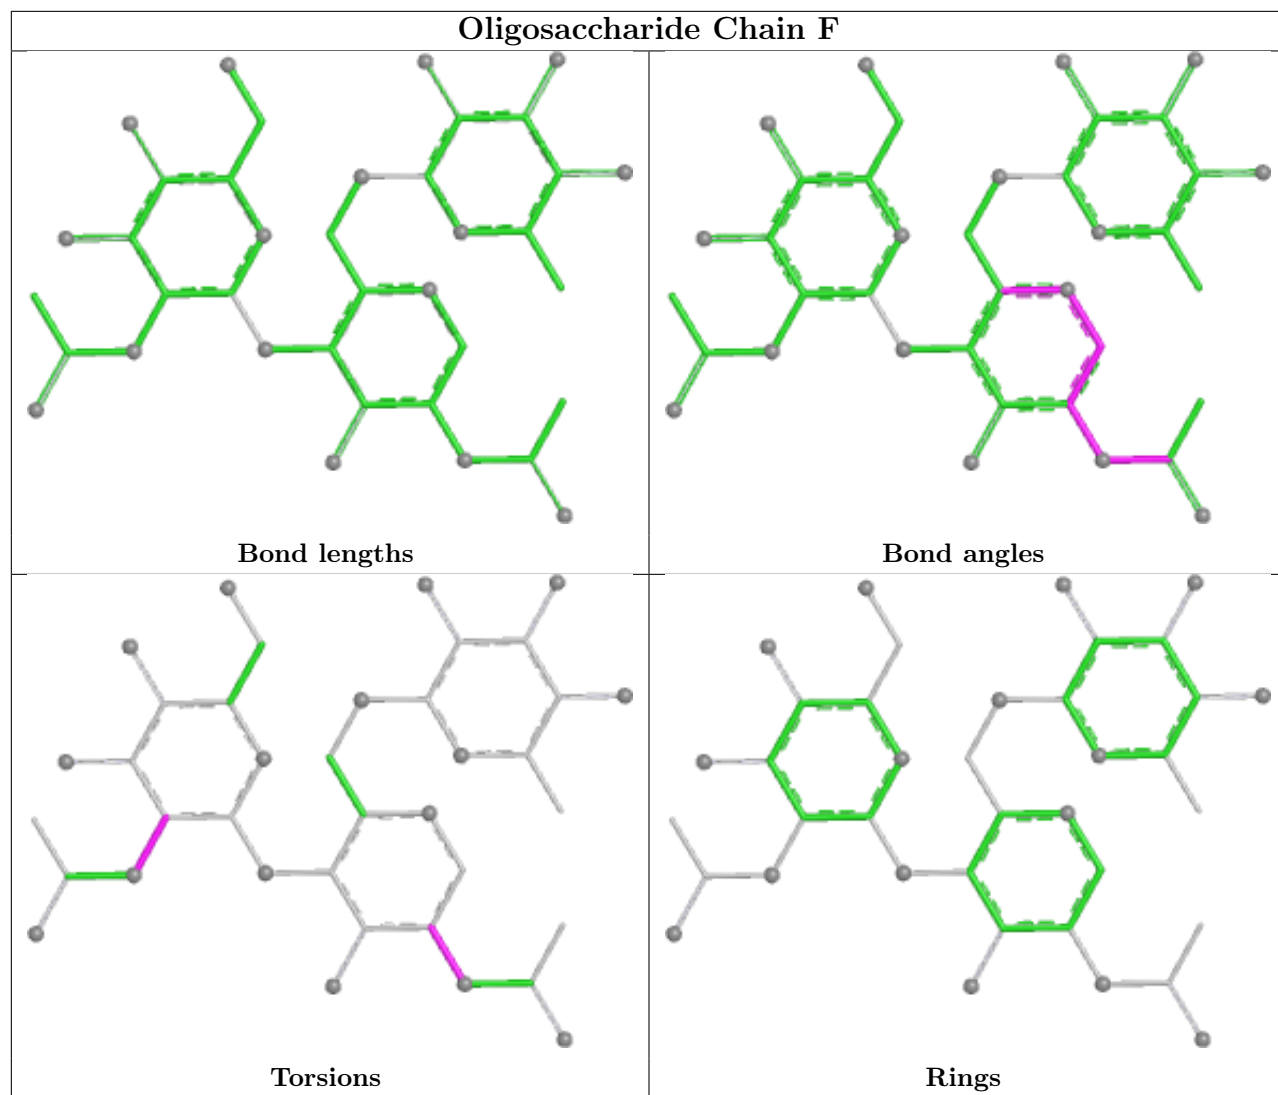 Oligosaccharide Chain F
Bond lengths
Bond angles
Torsions
Rings